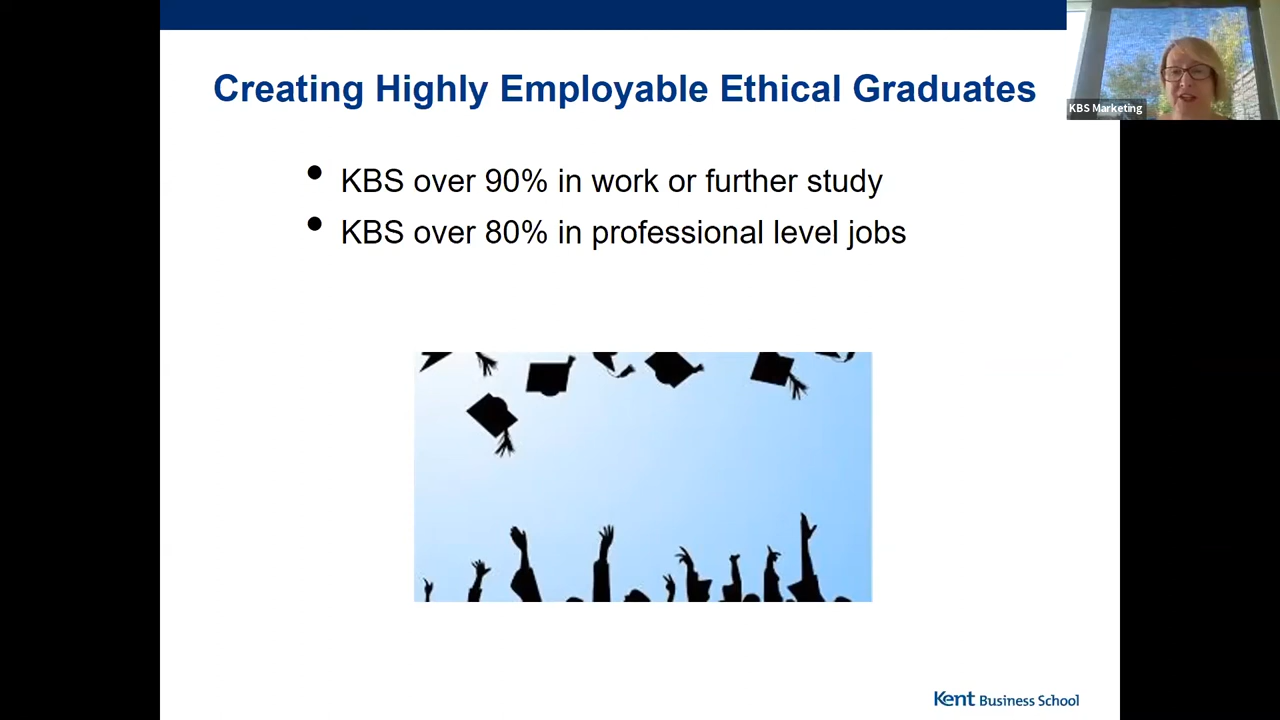 Creating Highly Employable Ethical Graduates
KBS Marketing
• KBS over 90% in work or further study
• KBS over 80% in professional level jobs
Kent Business School